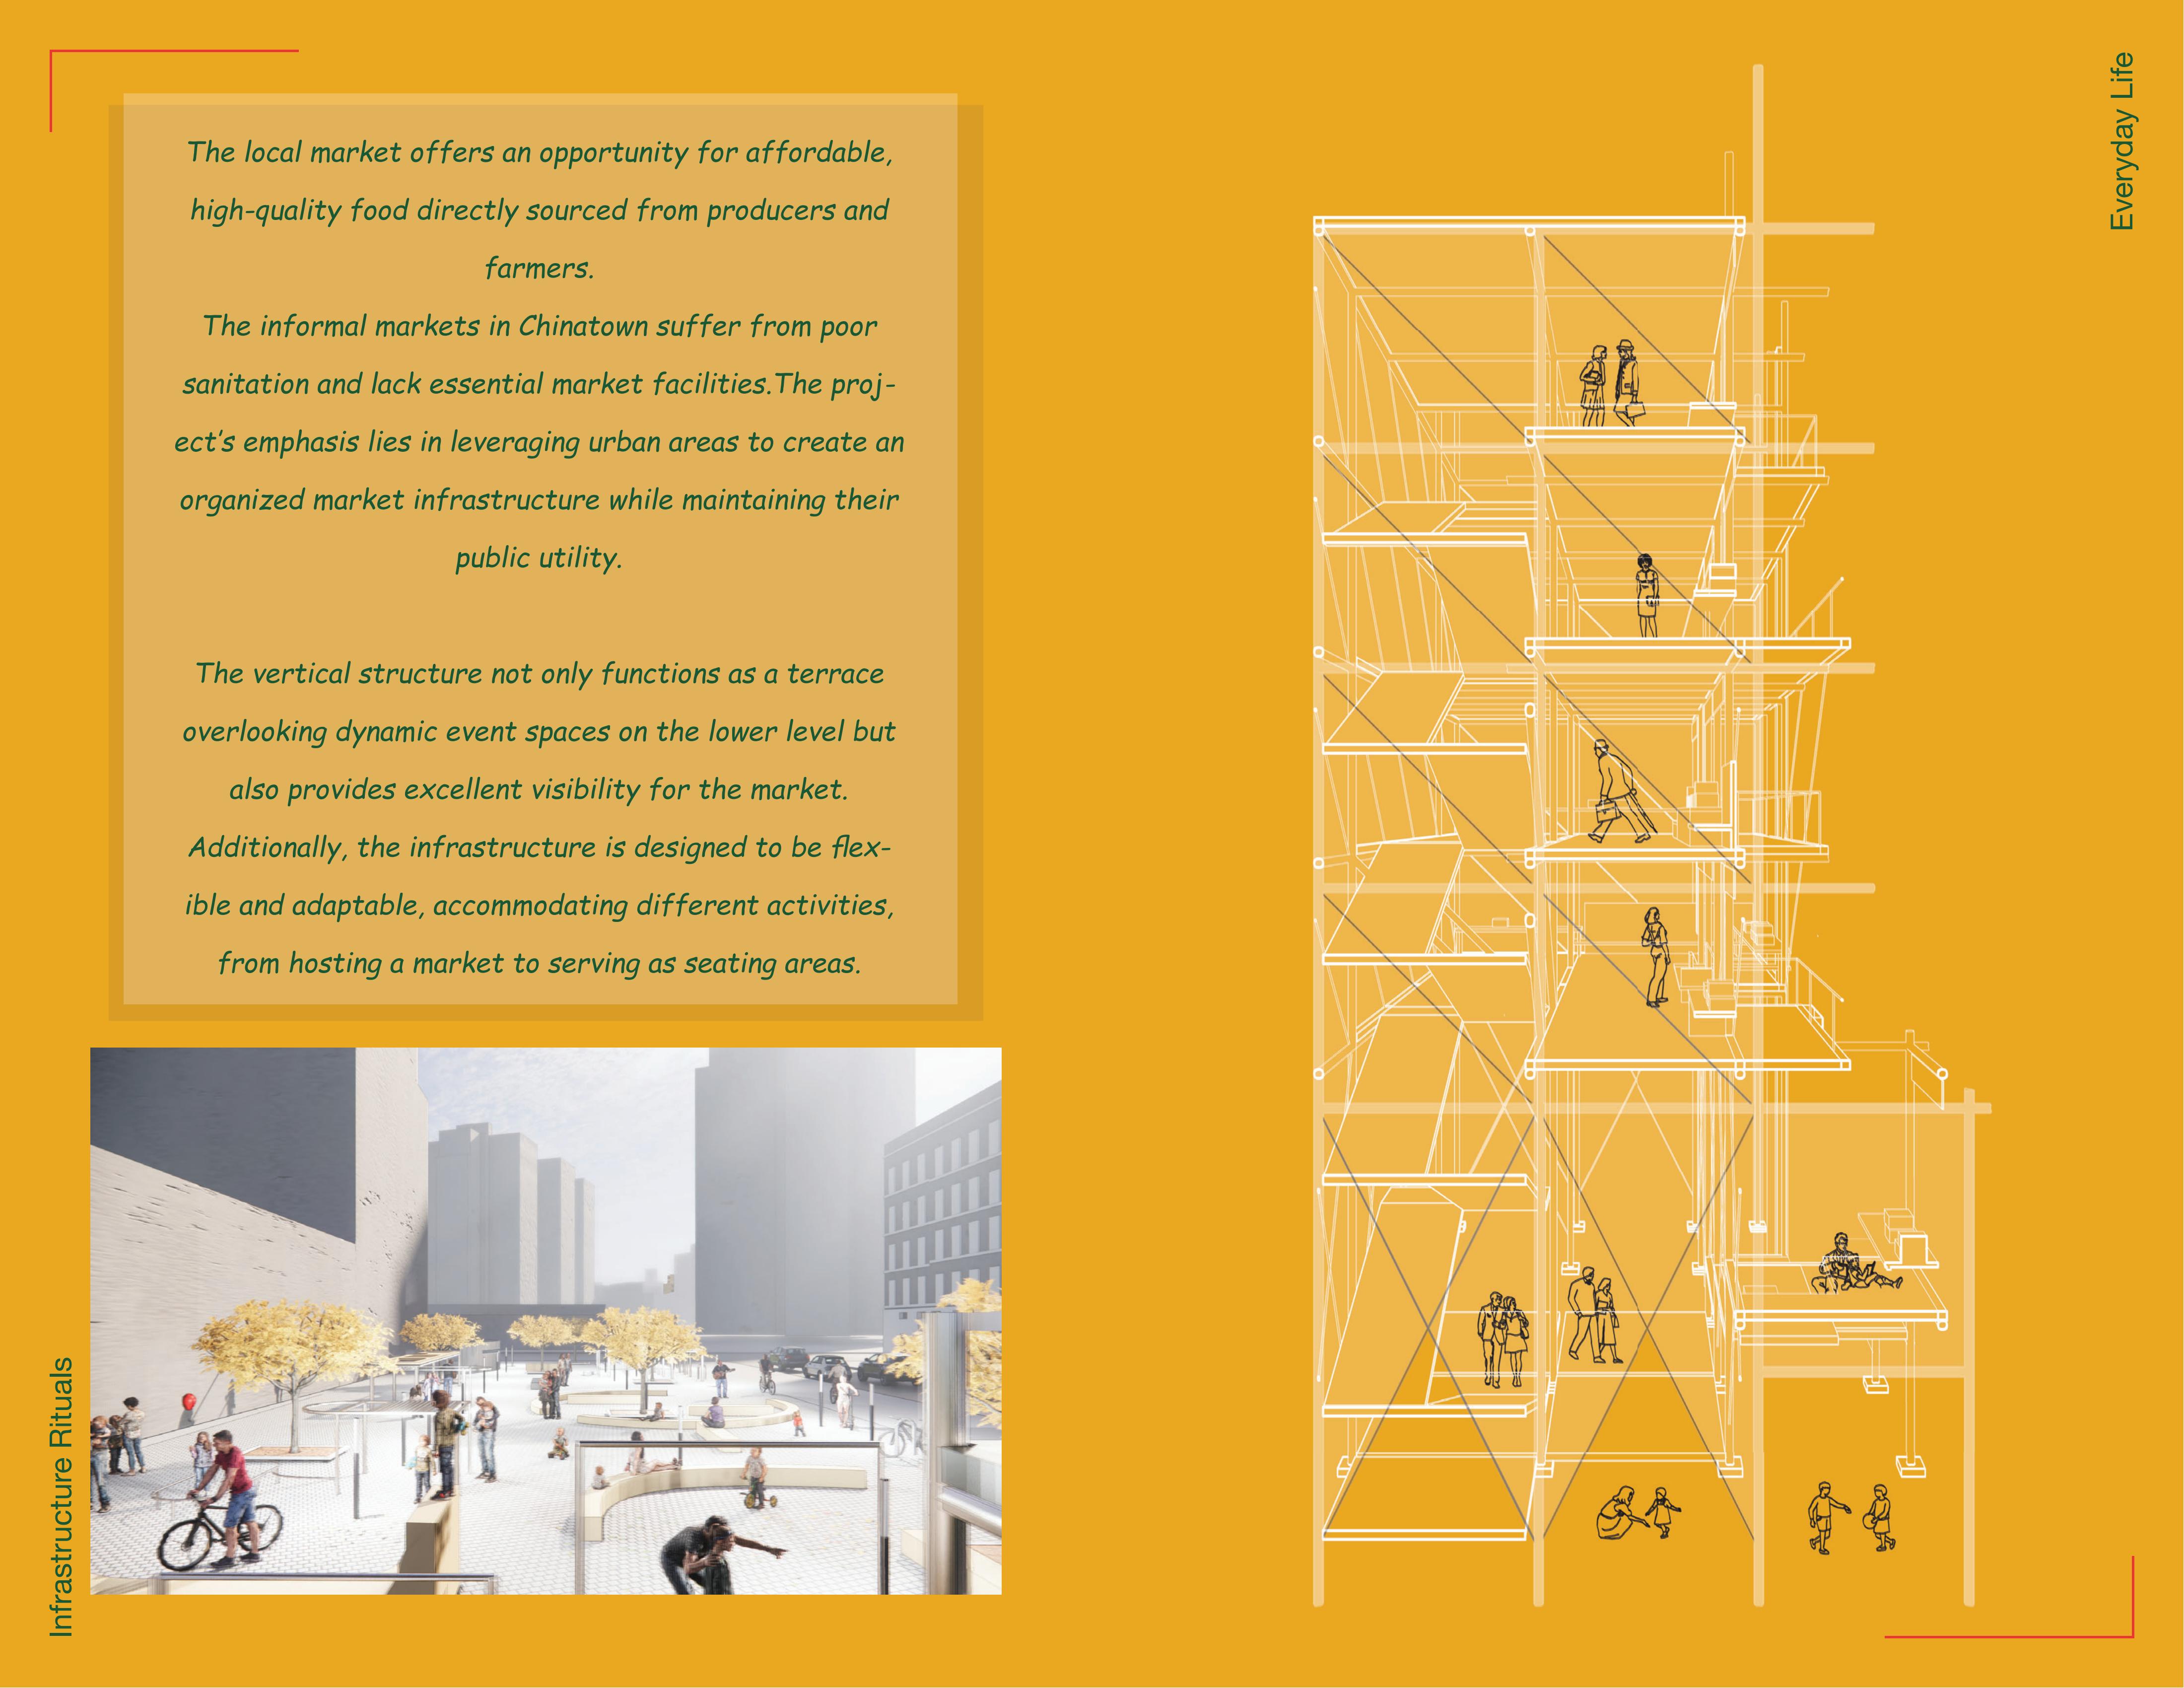 The local market offers an opportunity for affordable,
high-quality food directly sourced from producers and
farmers.
The informal markets in Chinatown suffer from poor
sanitation and lack essential market facilities.The proj-
ect's emphasis lies in leveraging urban areas to create an
organized market infrastructure while maintaining their
public utility.
The vertical structure not only functions as a terrace
overlooking dynamic event spaces on the lower level but
also provides excellent visibility for the market.
Additionally, the infrastructure is designed to be flex-
ible and adaptable, accommodating different activities,
from hosting a market to serving as seating areas.
Infrastructure Rituals
Everyday Life